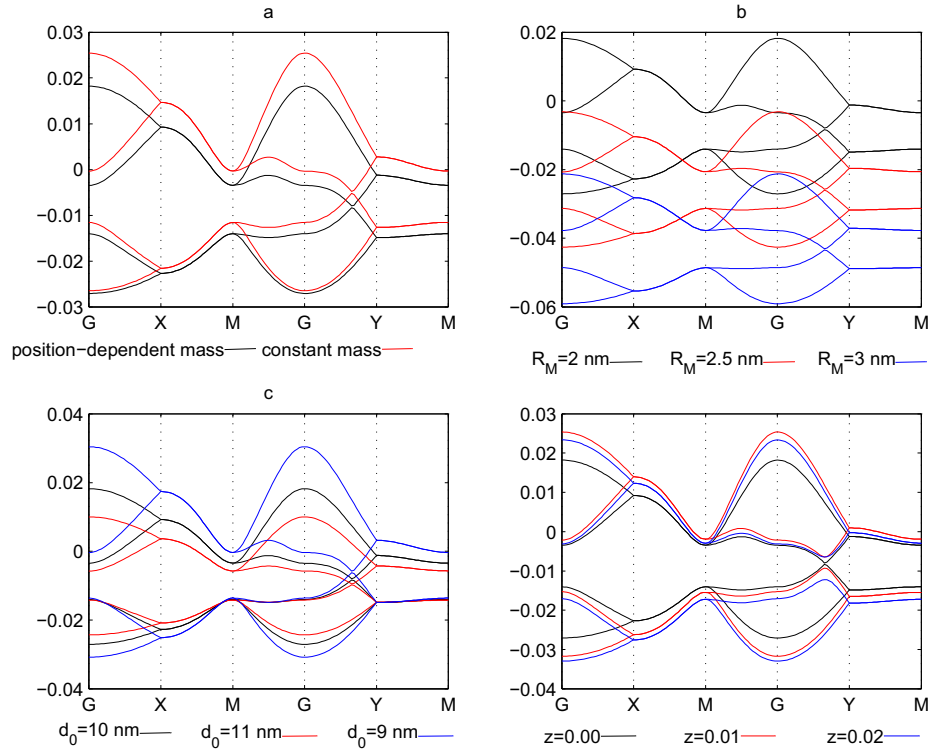 a
0.03
0.02
0.01
0
−0.01
−0.02
−0.03
G X M G Y M
position−dependent mass constant mass
b
0.02
0
−0.02
−0.04
−0.06
G X M G Y M
R_M=2 nm R_M=2.5 nm R_M=3 nm
c
0.04
0.02
0
−0.02
−0.04
G X M G Y M
d_0=10 nm d_0=11 nm d_0=9 nm
0.03
0.02
0.01
0
−0.01
−0.02
−0.03
−0.04
G X M G Y M
z=0.00 z=0.01 z=0.02